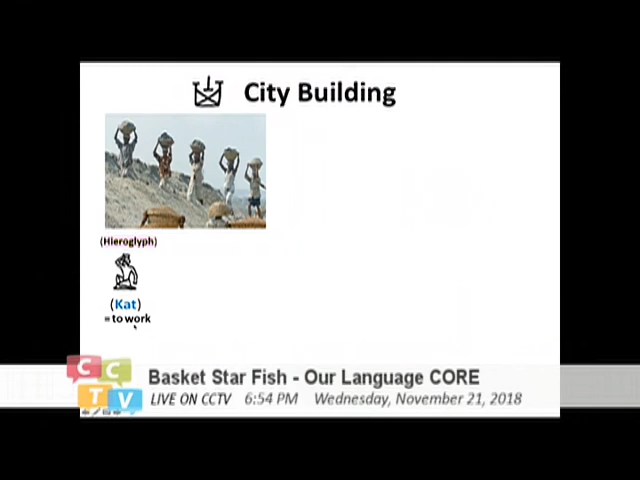 City Building
(Hieroglyph)
(Kat)
= to work
CCTV
Basket Star Fish - Our Language CORE
LIVE ON CCTV 6:54 PM Wednesday, November 21, 2018